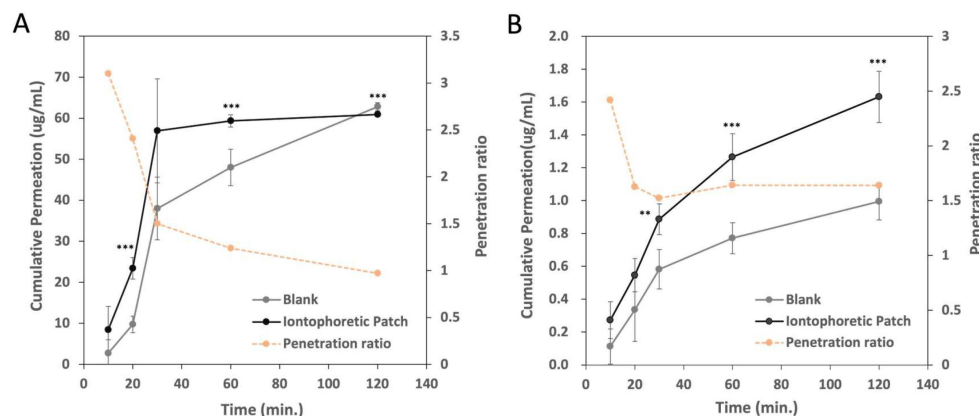 A
Cumulative Permeation (ug/mL)
80
70
60
50
40
30
20
10
0
3.5
3
2.5
2
1.5
1
0.5
0
Penetration ratio
***
***
***
Blank
Iontophoretic Patch
Penetration ratio
0 20 40 60 80 100 120 140
Time (min.)
B
Cumulative Permeation(ug/mL)
2.0
1.8
1.6
1.4
1.2
1.0
0.8
0.6
0.4
0.2
0.0
3
2.5
2
1.5
1
0.5
0
Penetration ratio
***
***
**
Blank
Iontophoretic Patch
Penetration ratio
0 20 40 60 80 100 120 140
Time (min.)